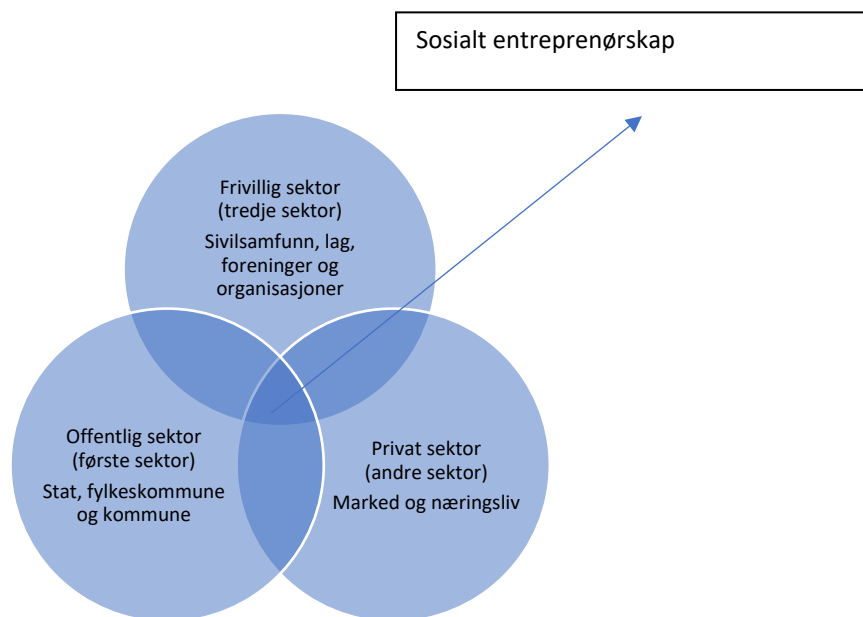 Sosialt entreprenørskap
Frivillig sektor
(tredje sektor)
Sivilsamfunn, lag,
foreninger og
organisasjoner
Offentlig sektor
(første sektor)
Stat, fylkeskommune
og kommune
Privat sektor
(andre sektor)
Marked og næringsliv